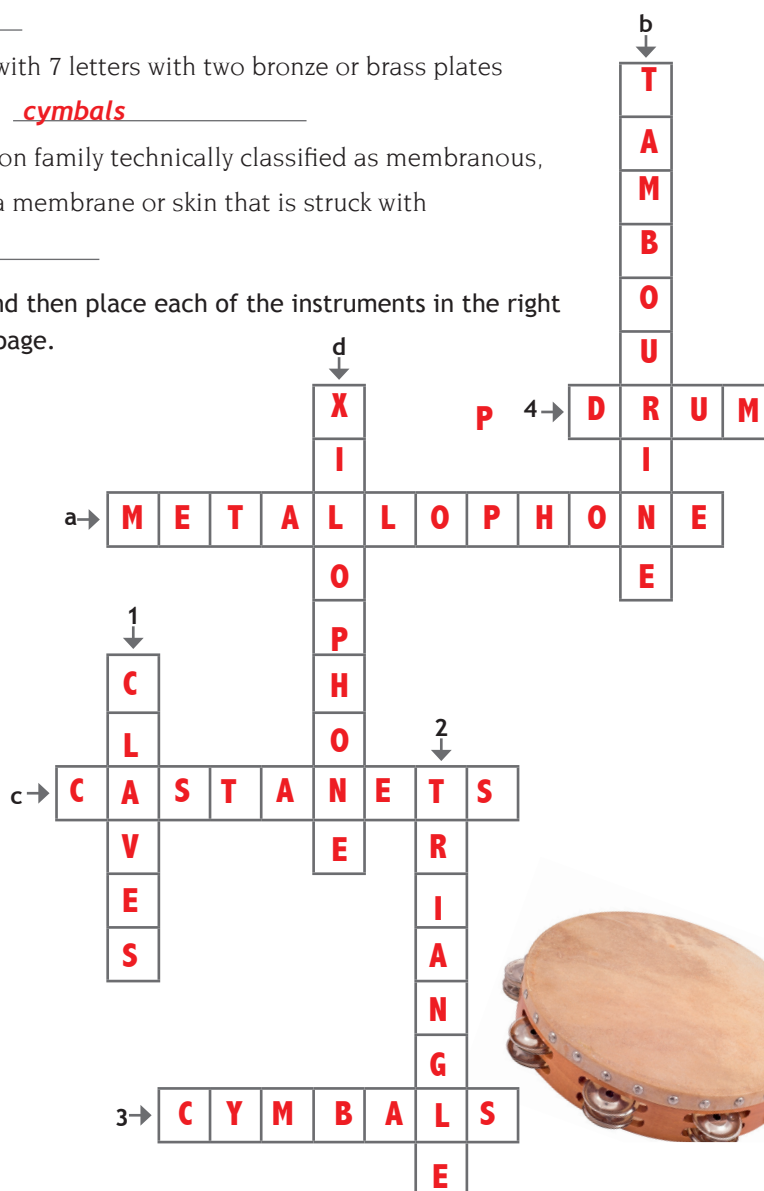 with 7 letters with two bronze or brass plates
cymbals
on family technically classified as membranous,
a membrane or skin that is struck with
nd then place each of the instruments in the right
page.
b
T
A
M
B
O
U
R
I
N
E
d
X
I
L
O
P
H
O
N
E
P
4 D R U M
a M E T A L L O P H O N E
1
C
L
A
V
E
S
2
T
R
I
A
N
G
L
E
c C A S T A N E T S
3 C Y M B A L S